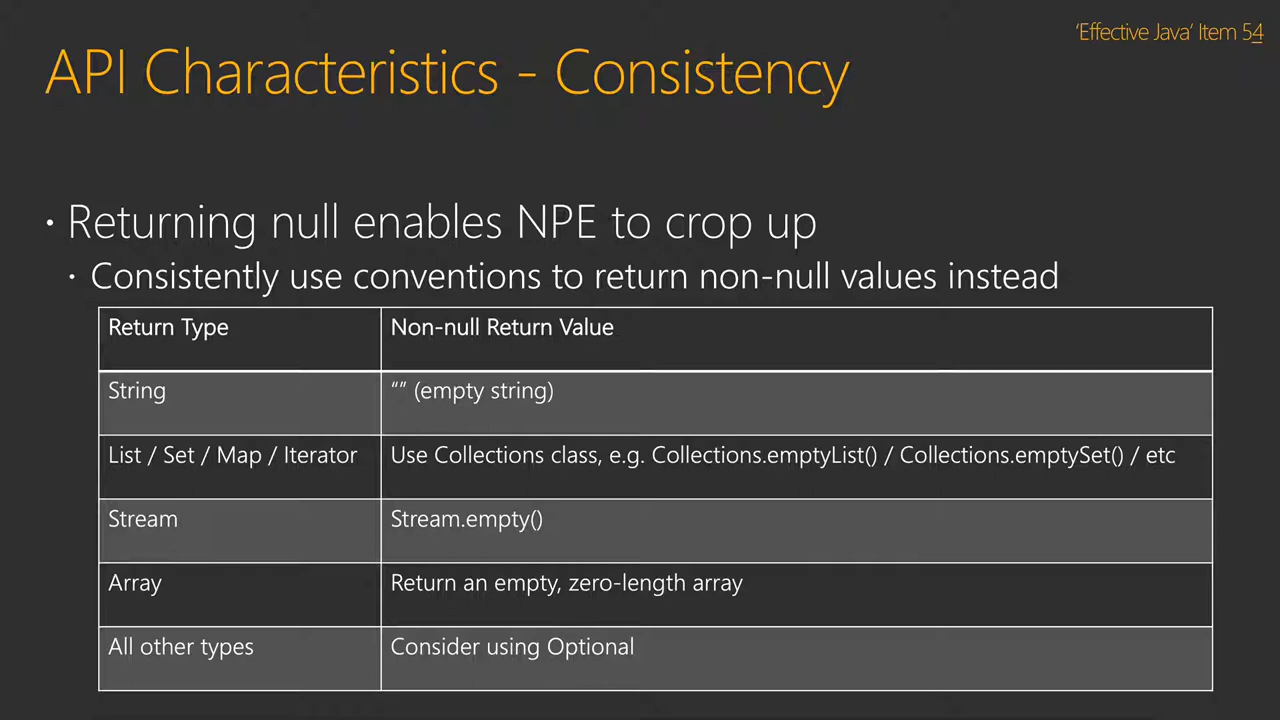 ‘Effective Java’ Item 54
API Characteristics - Consistency
• Returning null enables NPE to crop up
• Consistently use conventions to return non-null values instead
Return Type Non-null Return Value
String “” (empty string)
List / Set / Map / Iterator Use Collections class, e.g. Collections.emptyList() / Collections.emptySet() / etc
Stream Stream.empty()
Array Return an empty, zero-length array
All other types Consider using Optional